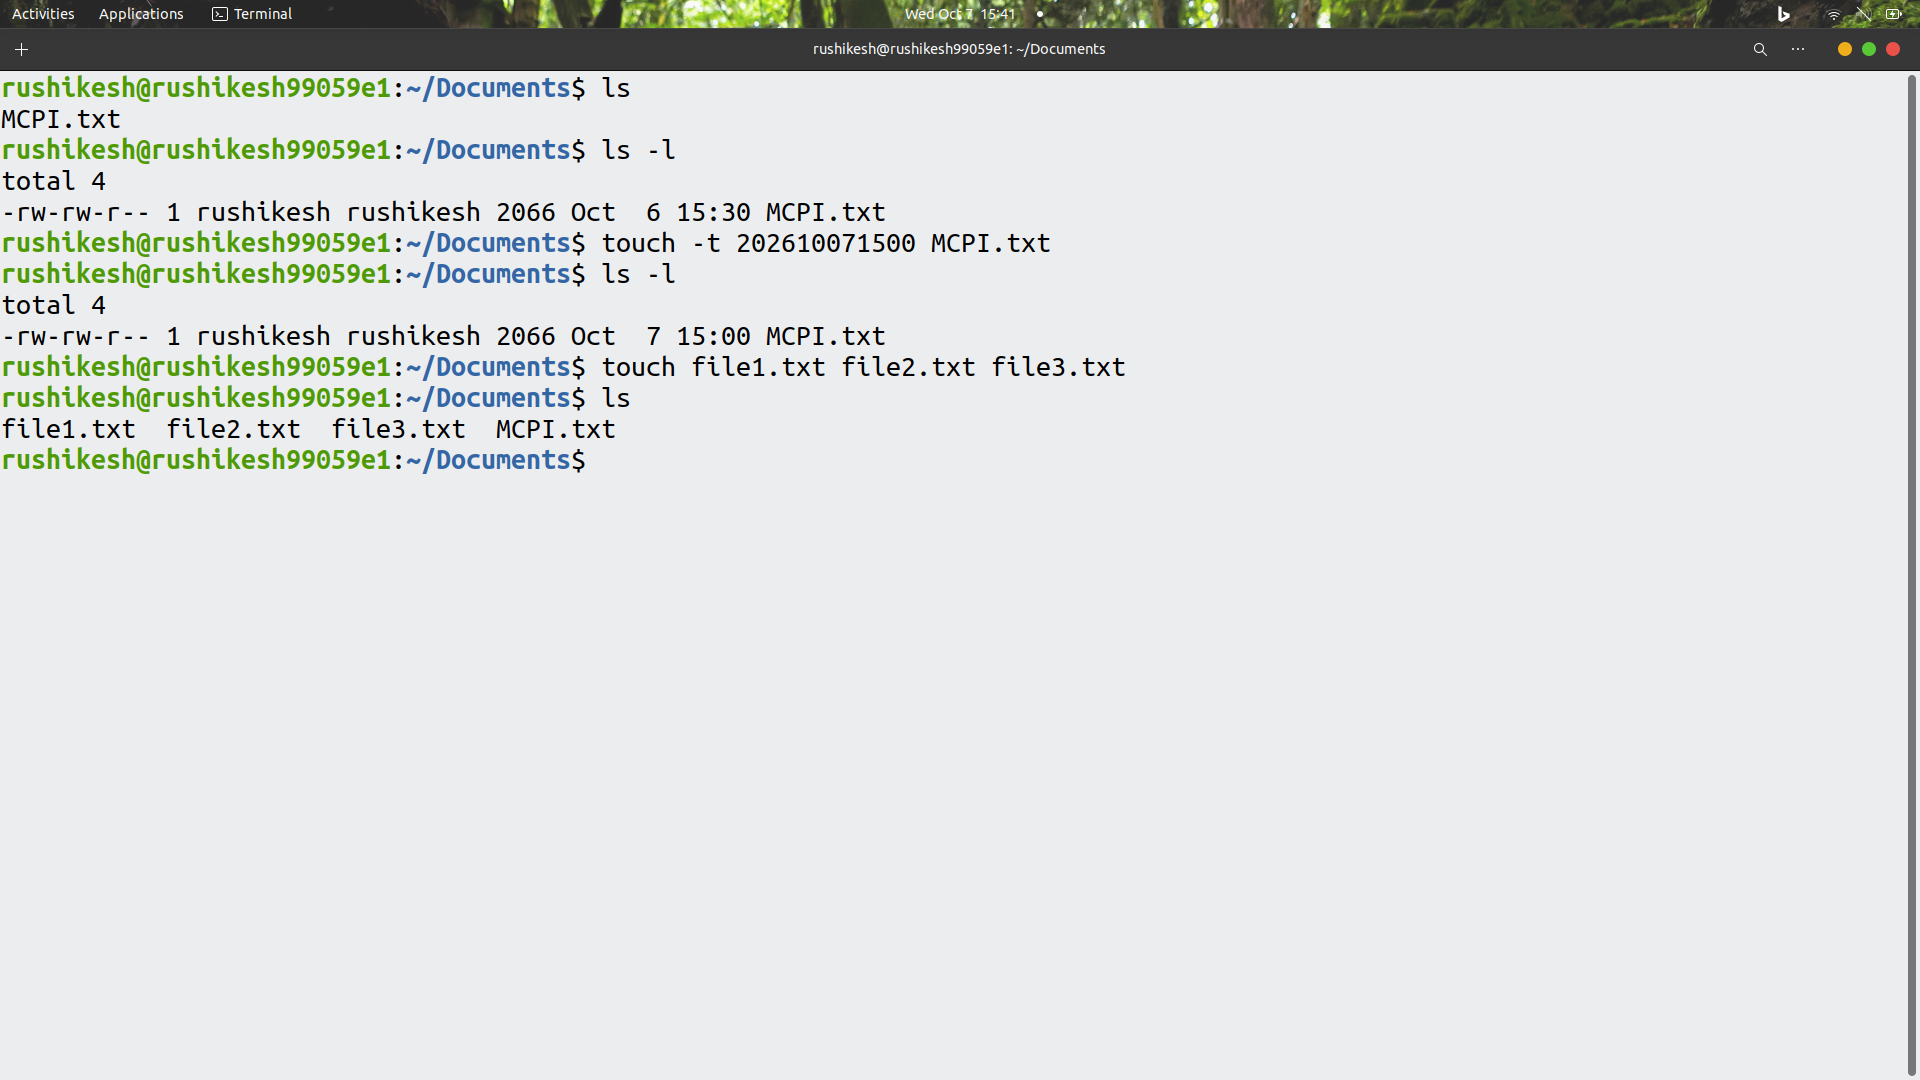 Activities Applications Terminal Wed Oct 7 15:41
rushikesh@rushikesh99059e1: ~/Documents
rushikesh@rushikesh99059e1:~/Documents$ ls
MCPI.txt
rushikesh@rushikesh99059e1:~/Documents$ ls -l
total 4
-rw-rw-r-- 1 rushikesh rushikesh 2066 Oct  6 15:30 MCPI.txt
rushikesh@rushikesh99059e1:~/Documents$ touch -t 202610071500 MCPI.txt
rushikesh@rushikesh99059e1:~/Documents$ ls -l
total 4
-rw-rw-r-- 1 rushikesh rushikesh 2066 Oct  7 15:00 MCPI.txt
rushikesh@rushikesh99059e1:~/Documents$ touch file1.txt file2.txt file3.txt
rushikesh@rushikesh99059e1:~/Documents$ ls
file1.txt  file2.txt  file3.txt  MCPI.txt
rushikesh@rushikesh99059e1:~/Documents$